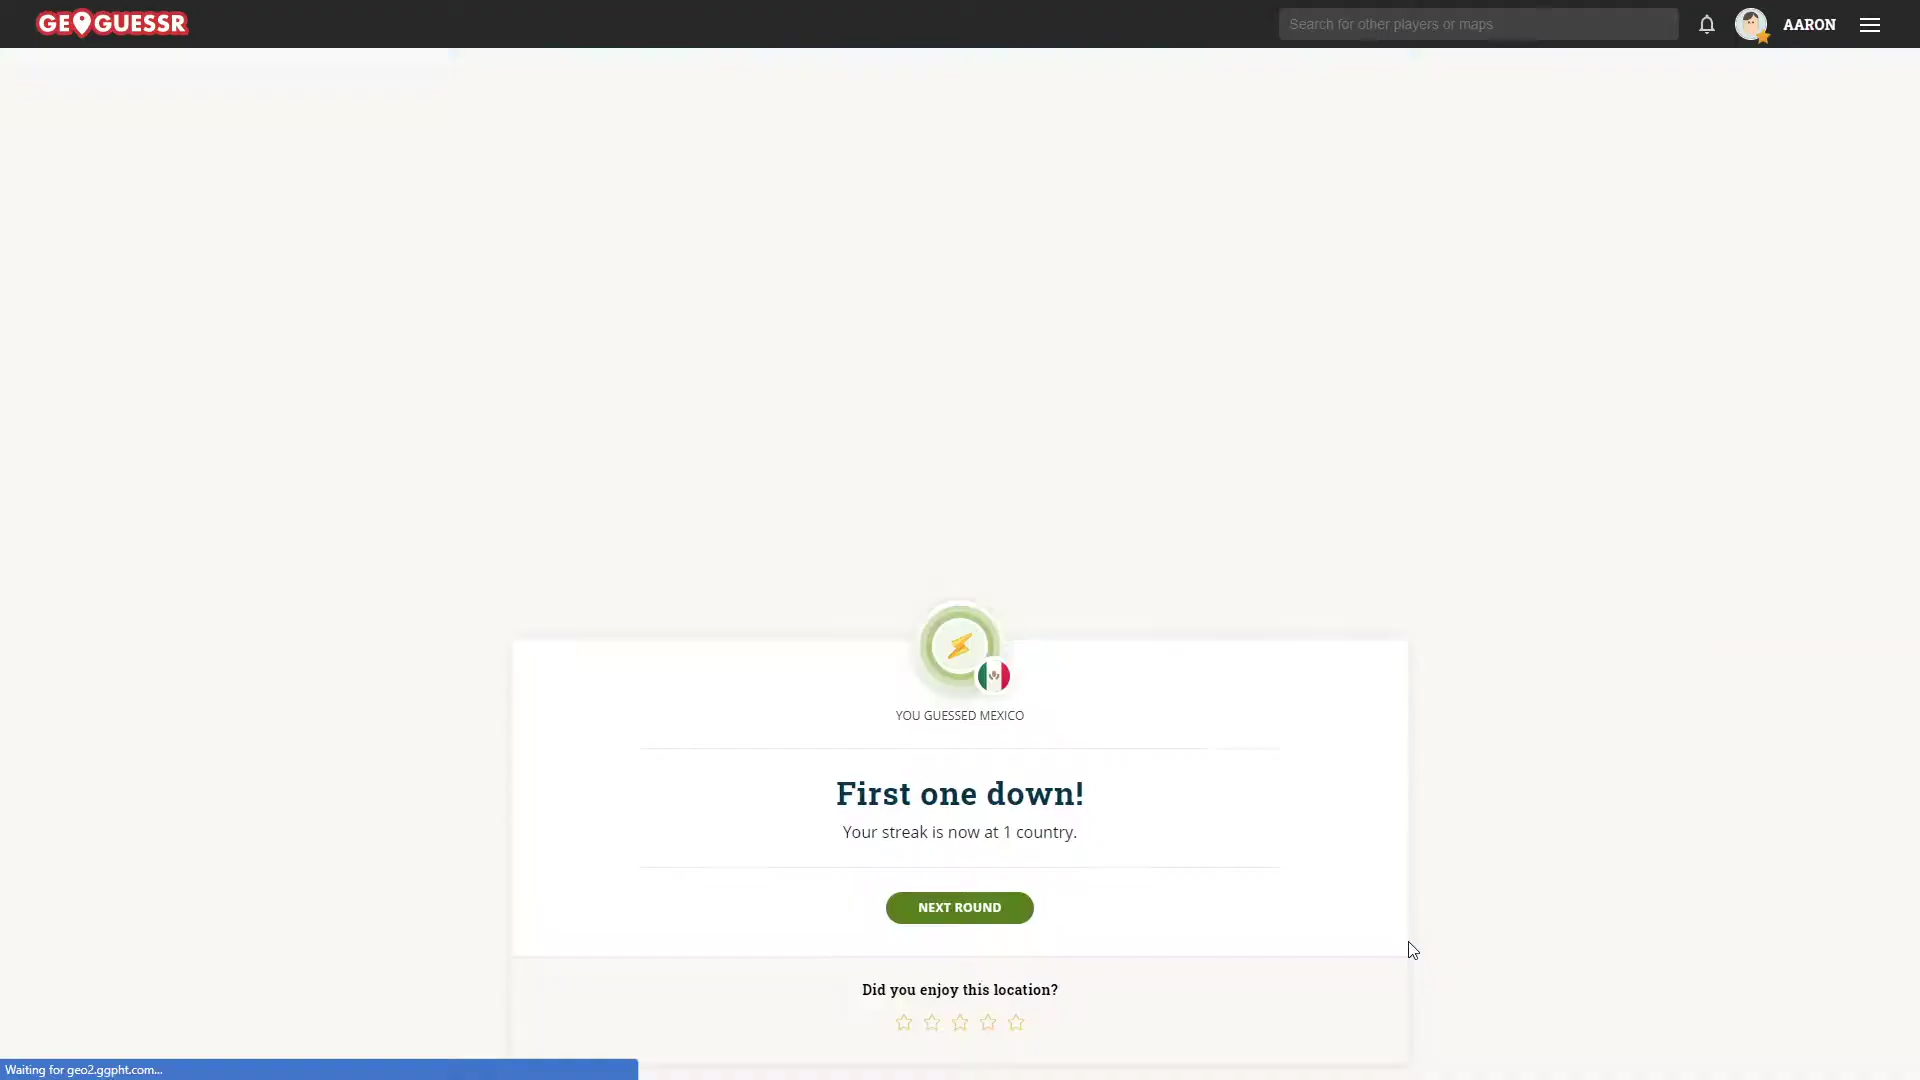 GEOGUESSR
Search for other players or maps
AARON
YOU GUESSED MEXICO
First one down!
Your streak is now at 1 country.
NEXT ROUND
Did you enjoy this location?
Waiting for geo2.ggpht.com...